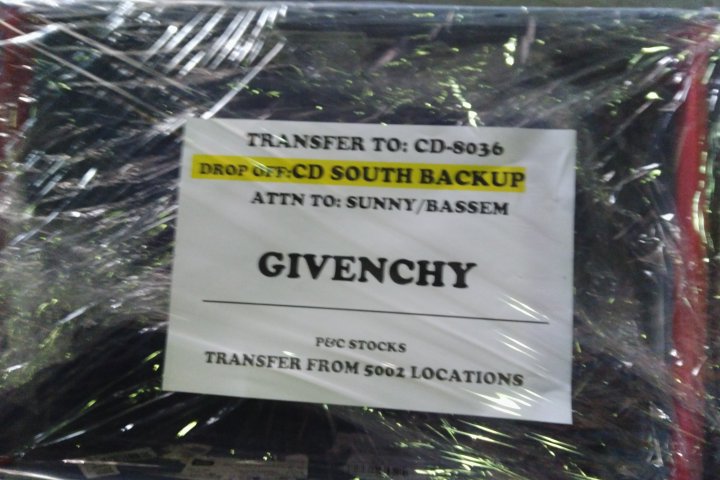 TRANSFER TO: CD-8036
DROP OFF:CD SOUTH BACKUP
ATTN TO: SUNNY/BASSEM
GIVENCHY
P&C STOCKS
TRANSFER FROM 5002 LOCATIONS